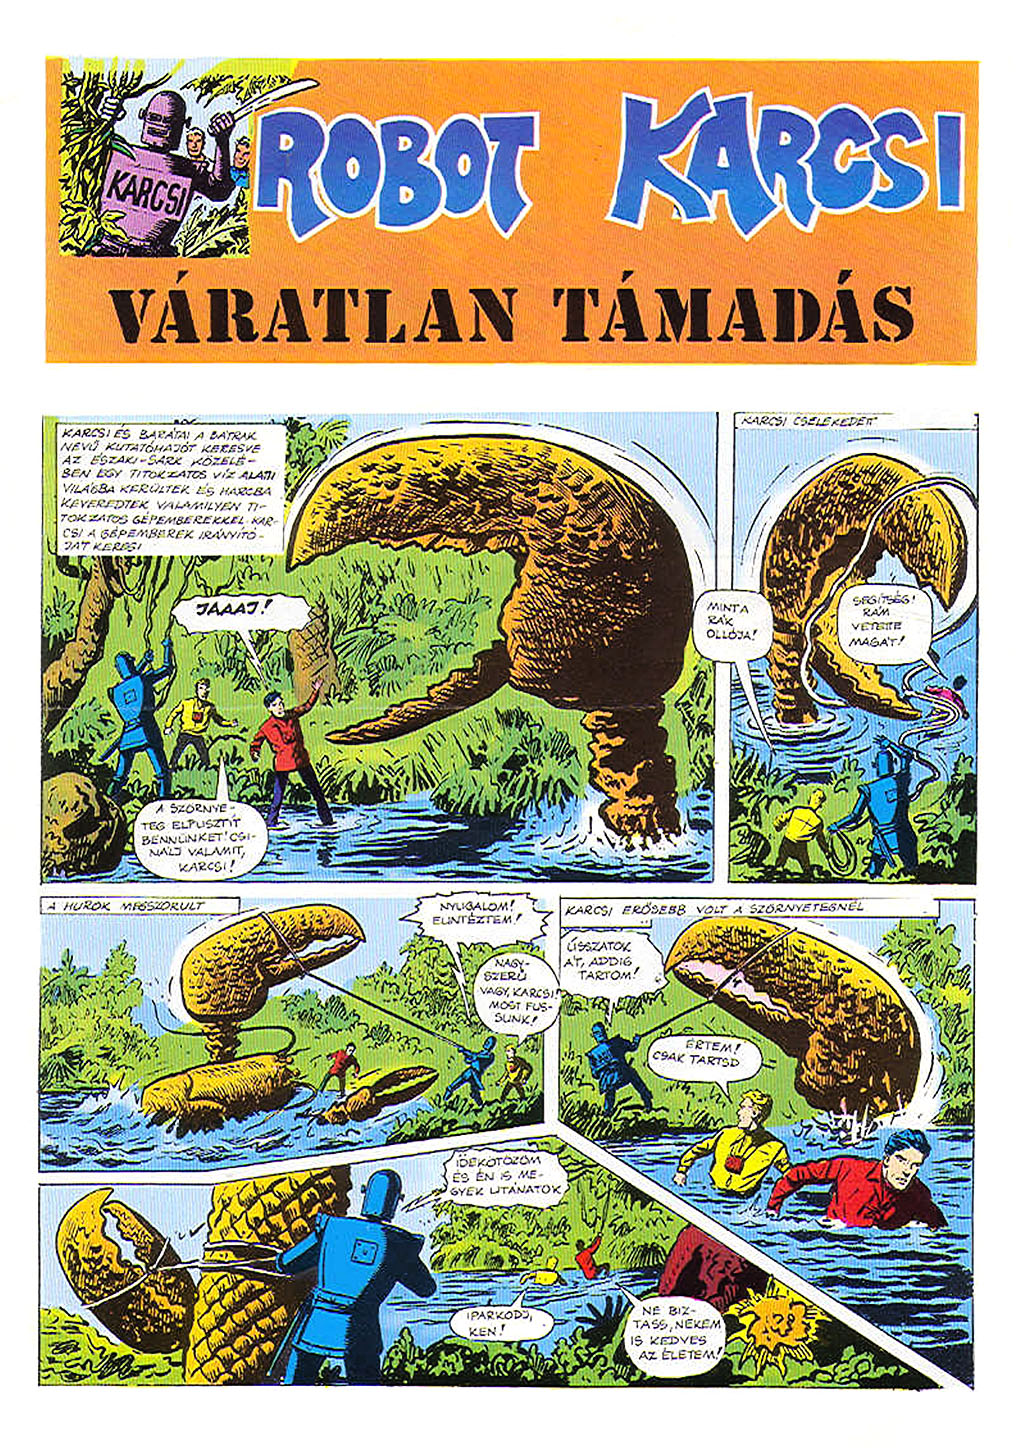 KARCSI
ROBOT KARCSI
VÁRATLAN TÁMADÁS
KARCSI ÉS BARÁTAI A BATRAK
NEVŰ KUTATÓHAJÓT KERESVE
AZ ÉSZAKI-SARK KÖZELÉ-
BEN EGY TITOKZATOS VÍZ ALATTI
VILÁGBA KERÜLTEK ÉS HARCBA
KEVEREDTEK VALAMILYEN TI-
TOKZATOS GÉPEMBEREKKEL. KAR-
CSI A GÉPEMBEREK IRÁNYÍTÓ-
JÁT KERESI
JAAAJ!
A SZÖRNYE-
TEG ELPUSZTÍT
BENNÜNKET! CSI-
NÁLJ VALAMIT,
KARCSI!
KARCSI CSELEKEDETT
MINT A
RÁK
OLLÓJA!
SEGÍTSÉG!
RÁM
VETETTE
MAGÁT!
A HUROK MEGSZORULT
NYUGALOM!
ELINTÉZTEM!
NAGY-
SZERŰ
VAGY, KARCSI!
MOST FUS-
SUNK!
KARCSI ERŐSEBB VOLT A SZÖRNYETEGNÉL
ÚSSZATOK
ÁT, ADDIG
TARTOM!
ÉRTEM!
CSAK TARTSD
IDEKÖTÖZÖM
ÉS ÉN IS ME-
GYEK UTÁNATOK
IPARKODJ,
KEN!
NE BIZ-
TASS, NEKEM
IS KEDVES
AZ ÉLETEM!